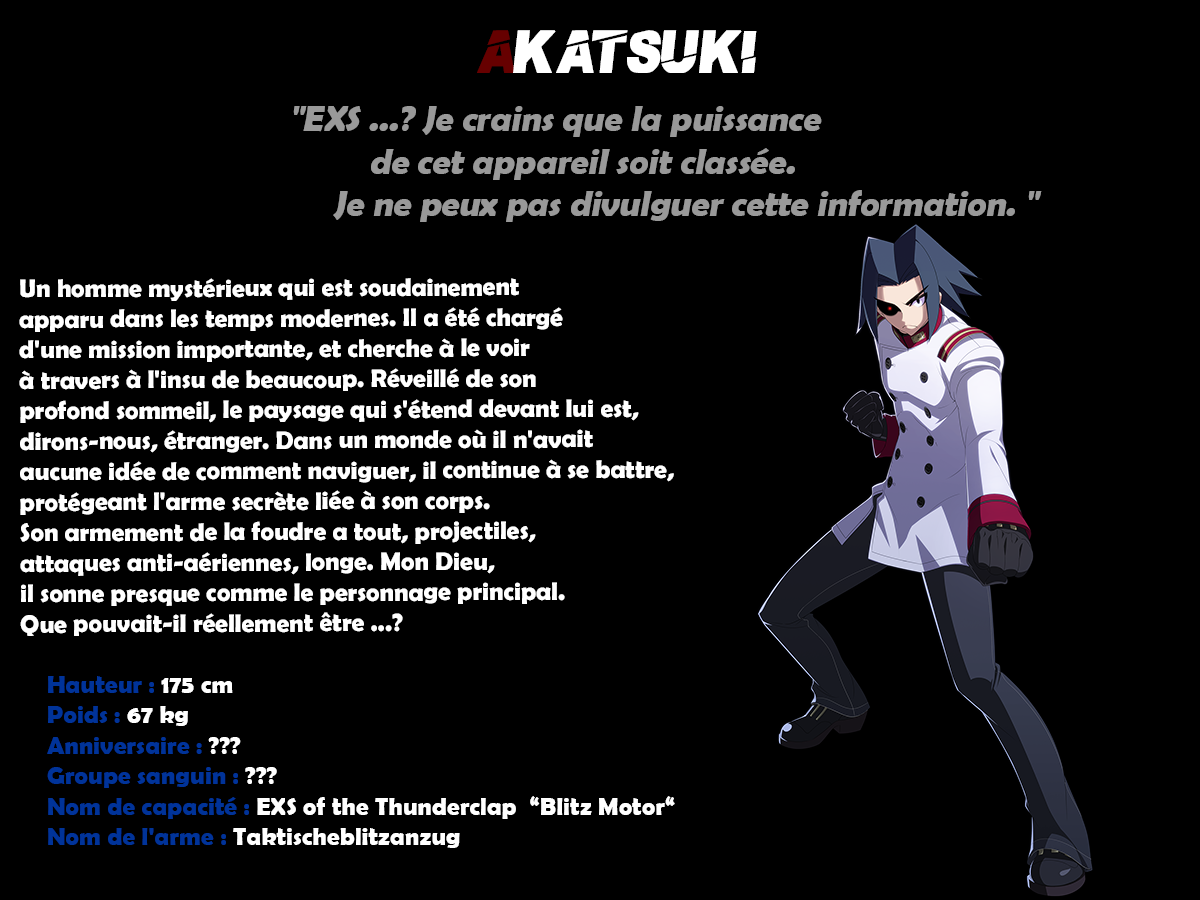 AKATSUKI
"EXS ...? Je crains que la puissance
de cet appareil soit classée.
Je ne peux pas divulguer cette information. "
Un homme mystérieux qui est soudainement
apparu dans les temps modernes. Il a été chargé
d'une mission importante, et cherche à le voir
à travers à l'insu de beaucoup. Réveillé de son
profond sommeil, le paysage qui s'étend devant lui est,
dirons-nous, étranger. Dans un monde où il n'avait
aucune idée de comment naviguer, il continue à se battre,
protégeant l'arme secrète liée à son corps.
Son armement de la foudre a tout, projectiles,
attaques anti-aériennes, longe. Mon Dieu,
il sonne presque comme le personnage principal.
Que pouvait-il réellement être ...?
Hauteur : 175 cm
Poids : 67 kg
Anniversaire : ???
Groupe sanguin : ???
Nom de capacité : EXS of the Thunderclap “Blitz Motor“
Nom de l'arme : Taktischeblitzanzug